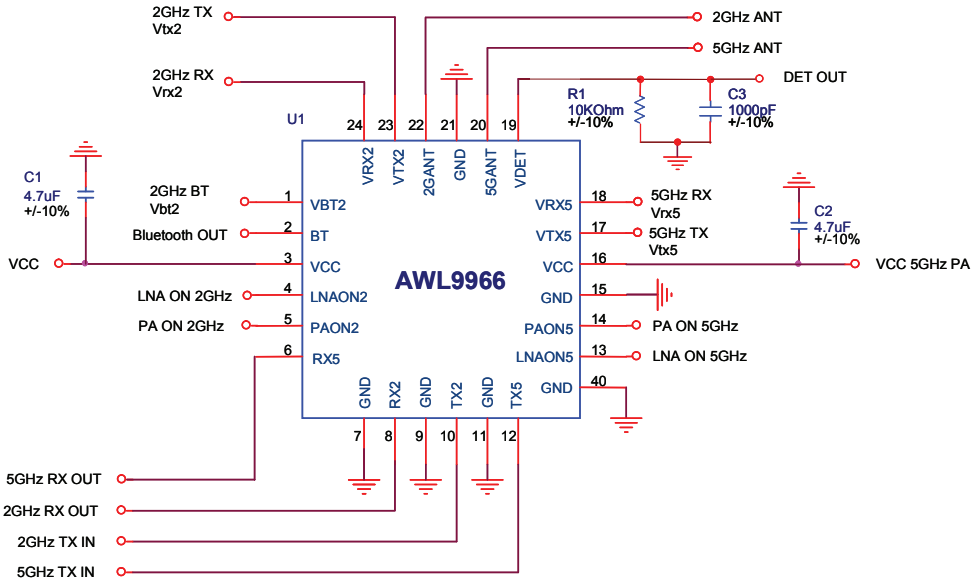 2GHz TX
Vtx2
2GHz ANT
5GHz ANT
2GHz RX
Vrx2
DET OUT
R1
10KOhm
+/-10%
C3
1000pF
+/-10%
U1
24
23
22
21
20
19
VRX2
VTX2
2GANT
GND
5GANT
VDET
C1
4.7uF
+/-10%
2GHz BT
Vbt2
1
VBT2
Bluetooth OUT
2
BT
VCC
3
VCC
LNA ON 2GHz
4
LNAON2
PA ON 2GHz
5
PAON2
6
RX5
AWL9966
VRX5
18
5GHz RX
Vrx5
VTX5
17
5GHz TX
Vtx5
C2
4.7uF
+/-10%
VCC
16
VCC 5GHz PA
GND
15
PAON5
14
PA ON 5GHz
LNAON5
13
LNA ON 5GHz
GND
40
GND
RX2
GND
TX2
GND
TX5
7
8
9
10
11
12
5GHz RX OUT
2GHz RX OUT
2GHz TX IN
5GHz TX IN